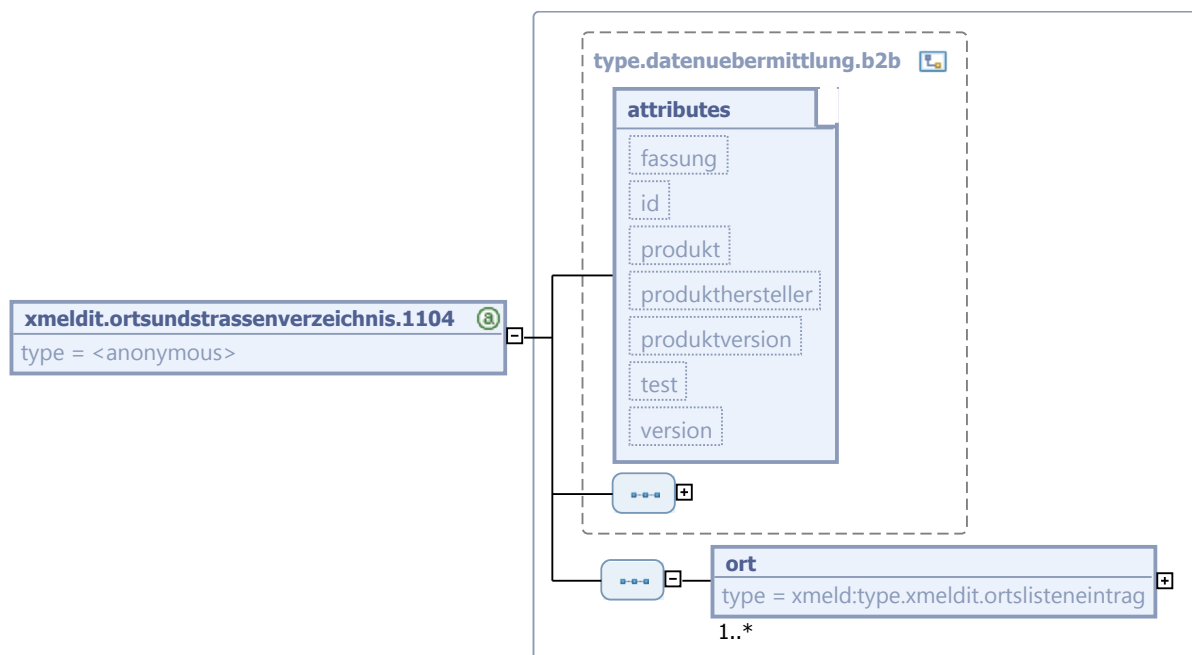 type.datenuebermittlung.b2b
attributes
fassung
id
produkt
produkthersteller
produktversion
test
version
xmeldit.ortsundstrassenverzeichnis.1104
type = <anonymous>
ort
type = xmeld:type.xmeldit.ortslisteneintrag
1..*